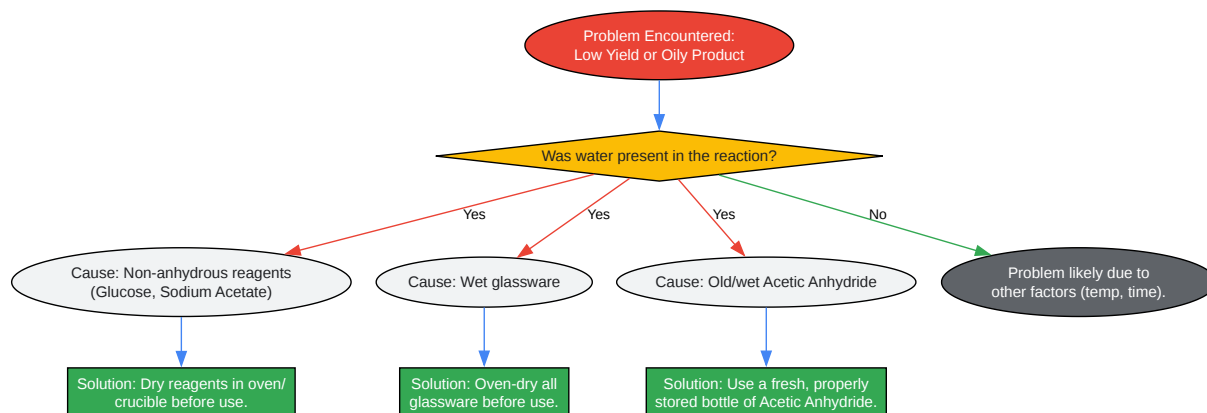 Problem Encountered:
Low Yield or Oily Product
Was water present in the reaction?
Yes
Yes
Yes
No
Cause: Non-anhydrous reagents
(Glucose, Sodium Acetate)
Cause: Wet glassware
Cause: Old/wet Acetic Anhydride
Problem likely due to
other factors (temp, time).
Solution: Dry reagents in oven/
crucible before use.
Solution: Oven-dry all
glassware before use.
Solution: Use a fresh, properly
stored bottle of Acetic Anhydride.